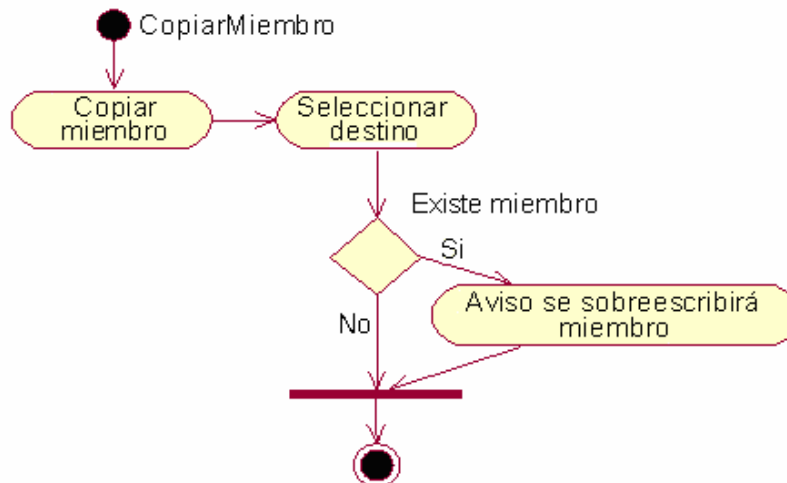 CopiarMiembro
Copiar
miembro
Seleccionar
destino
Existe miembro
Si
Aviso se sobreescribirá
miembro
No